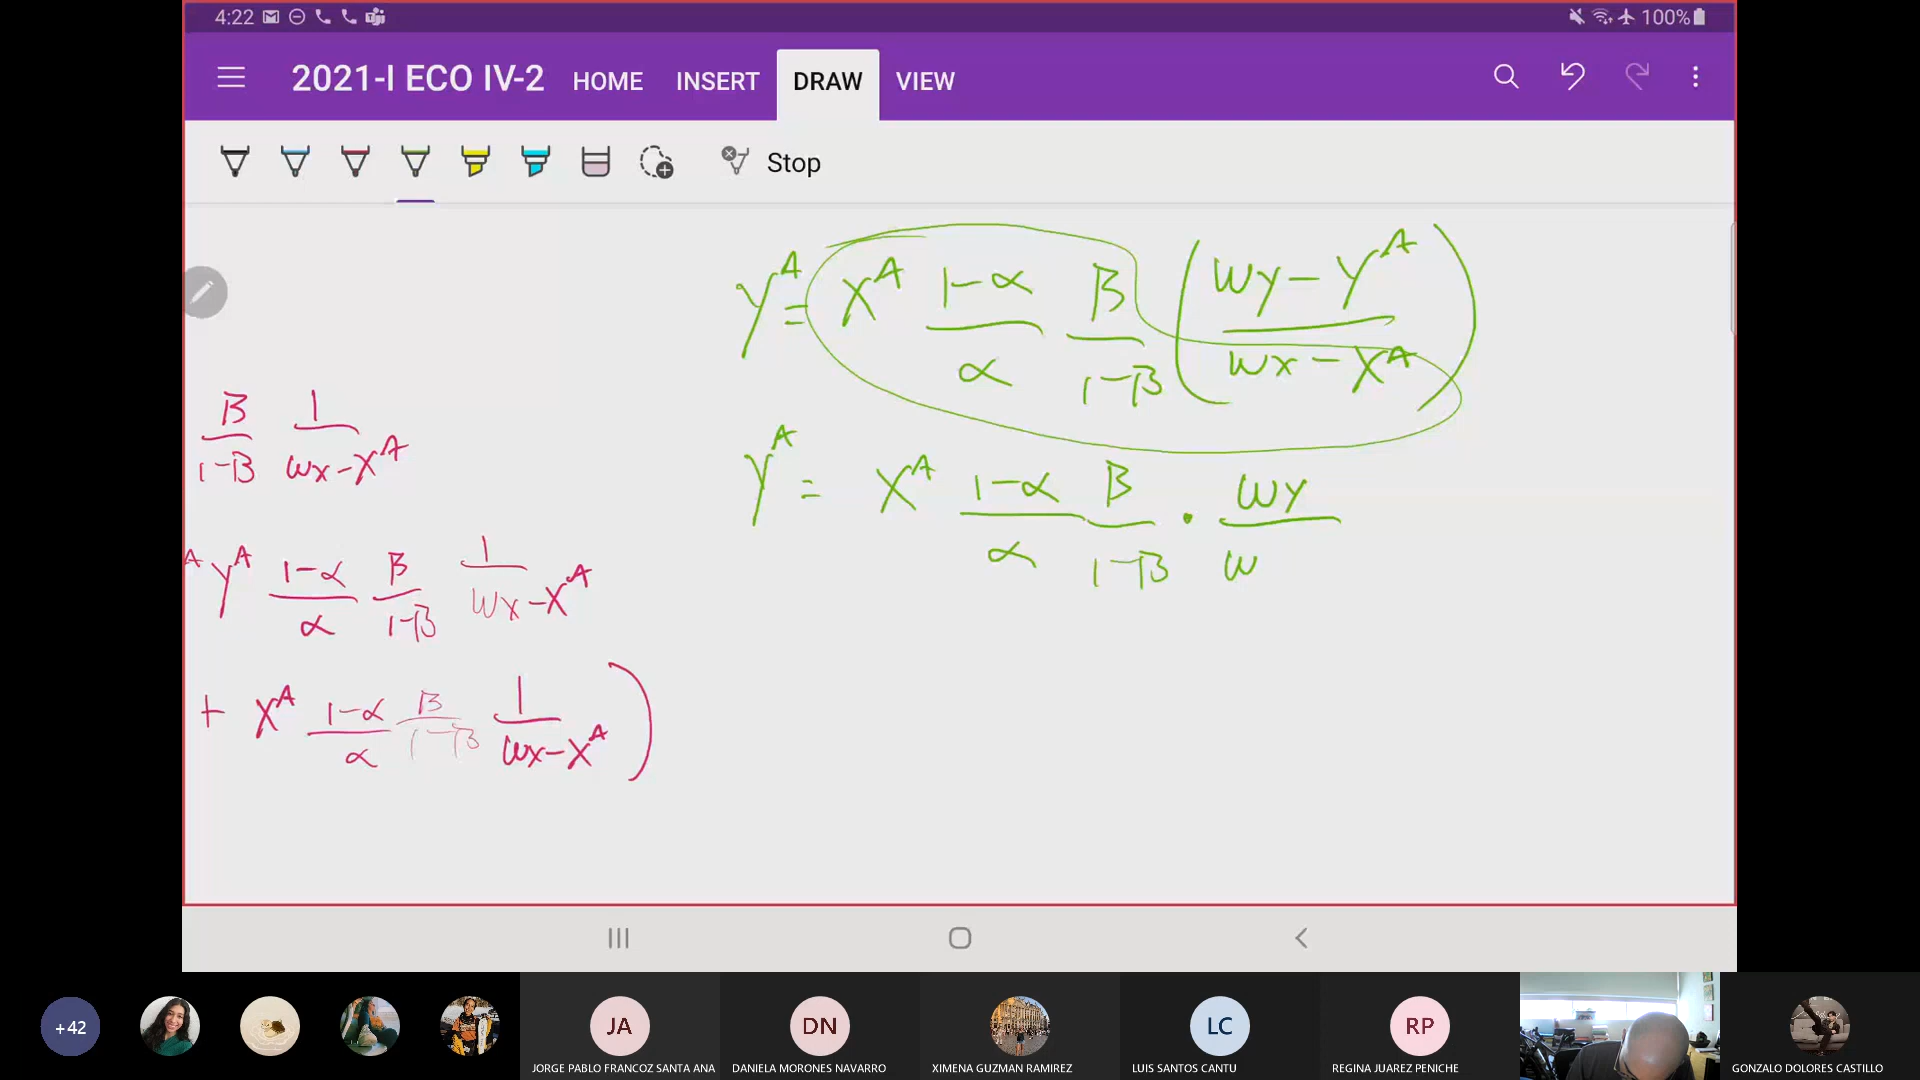 4:22 100%
2021-I ECO IV-2 HOME INSERT DRAW VIEW
Stop
Y^A = X^A (1-α)/α β/(1-β) ((wy - Y^A)/(wx - X^A))
β/(1-β) 1/(wx-X^A)
Y^A = X^A (1-α)/α β/(1-β) · wy/w
^A Y^A (1-α)/α β/(1-β) 1/(wx-X^A)
+ X^A (1-α)/α β/(1-β) 1/(wx-X^A) )
+42 JA DN LC RP
JORGE PABLO FRANCOZ SANTA ANA DANIELA MORONES NAVARRO XIMENA GUZMAN RAMIREZ LUIS SANTOS CANTU REGINA JUAREZ PENICHE GONZALO DOLORES CASTILLO